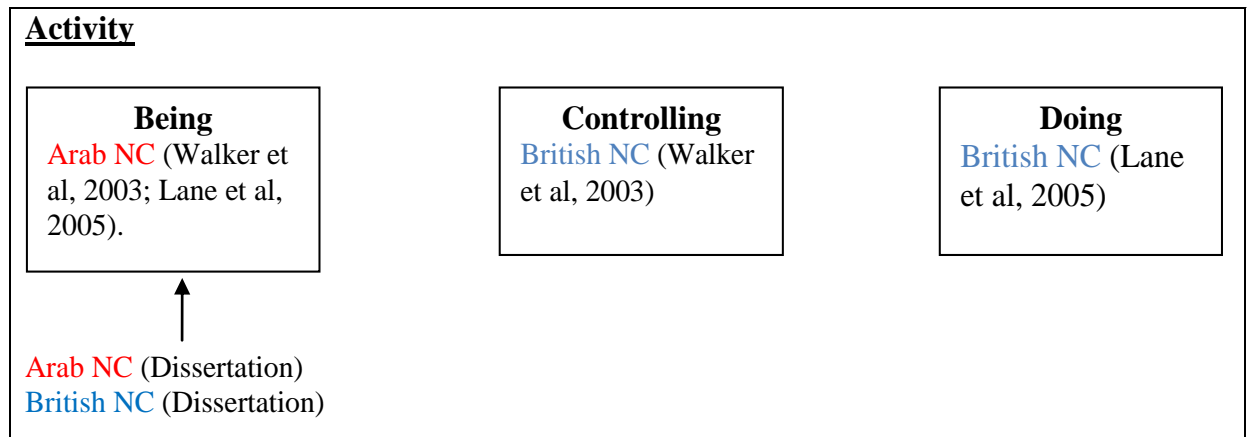 Activity
Being
Arab NC (Walker et
al, 2003; Lane et al,
2005).
Controlling
British NC (Walker
et al, 2003)
Doing
British NC (Lane
et al, 2005)
Arab NC (Dissertation)
British NC (Dissertation)